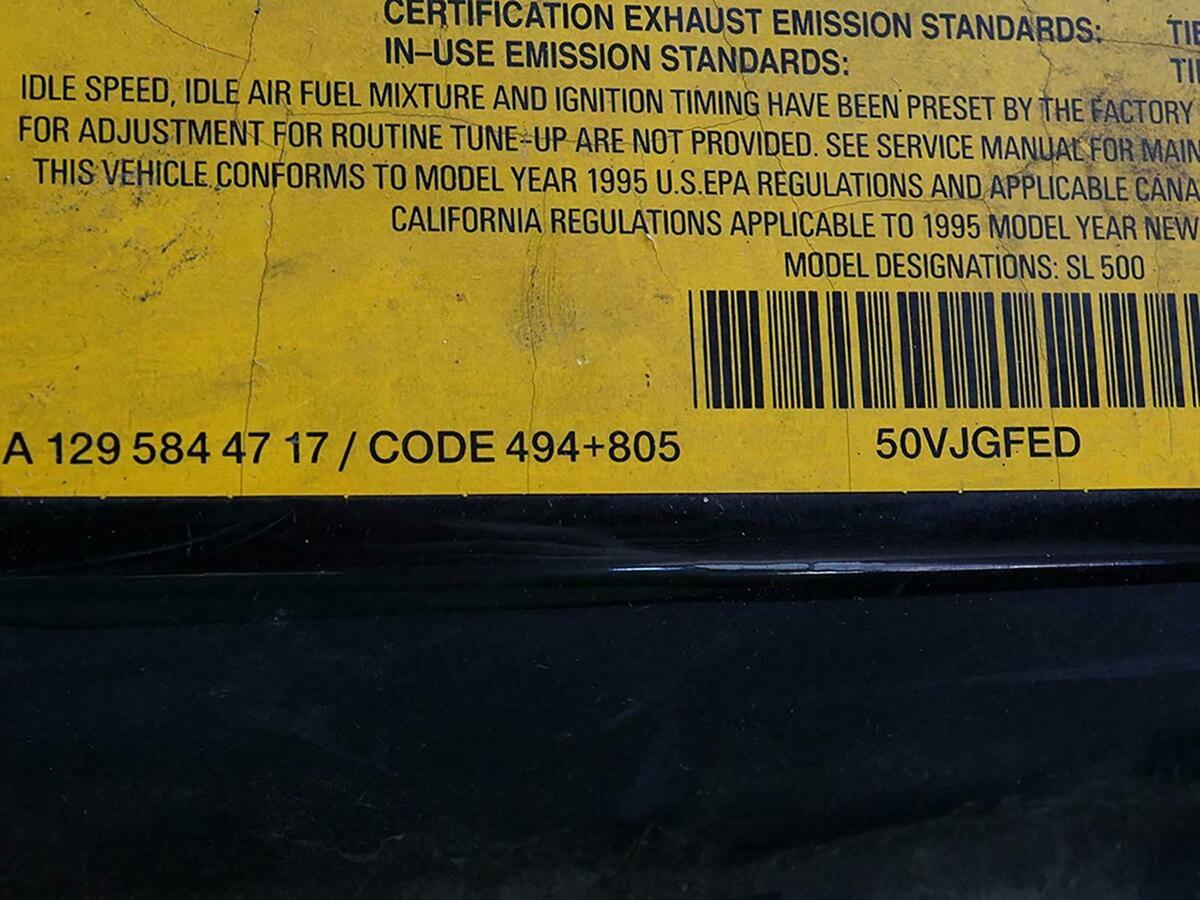 CERTIFICATION EXHAUST EMISSION STANDARDS:
IN-USE EMISSION STANDARDS:
IDLE SPEED, IDLE AIR FUEL MIXTURE AND IGNITION TIMING HAVE BEEN PRESET BY THE FACTORY
FOR ADJUSTMENT FOR ROUTINE TUNE-UP ARE NOT PROVIDED. SEE SERVICE MANUAL FOR MAIN
THIS VEHICLE CONFORMS TO MODEL YEAR 1995 U.S.EPA REGULATIONS AND APPLICABLE CANA
CALIFORNIA REGULATIONS APPLICABLE TO 1995 MODEL YEAR NEW
MODEL DESIGNATIONS: SL 500
A 129 584 47 17 / CODE 494+805 50VJGFED